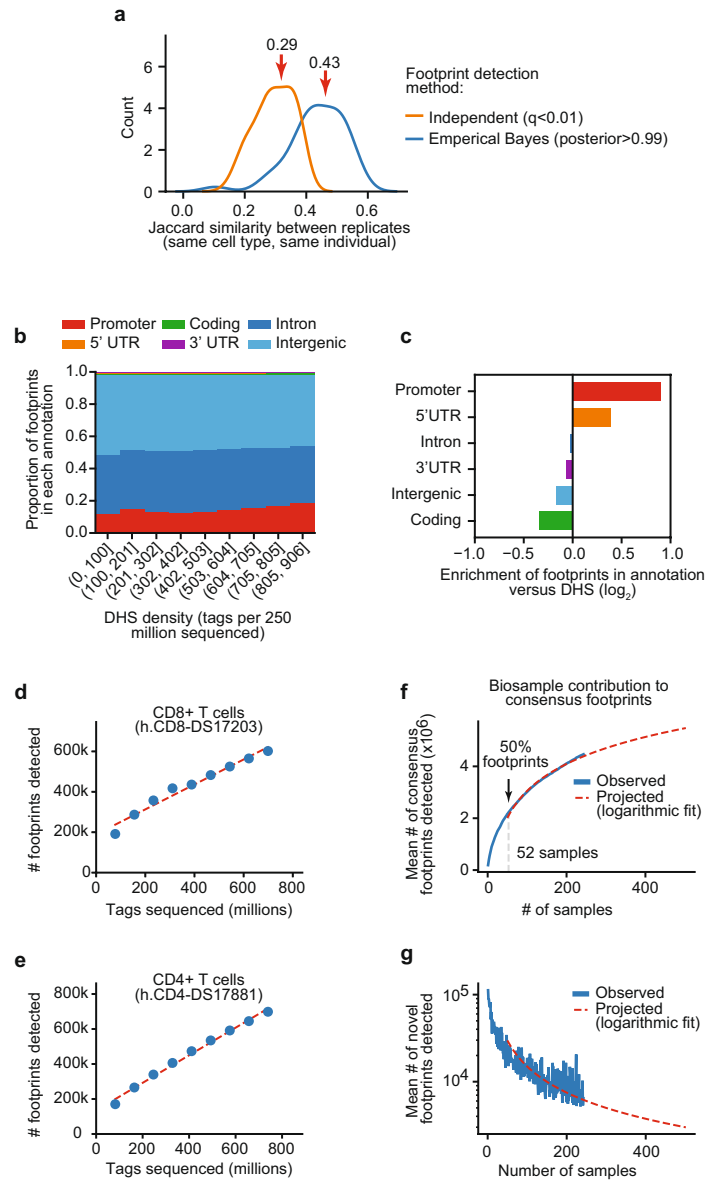 a
0.29
0.43
6
4
2
0
Count
0.0 0.2 0.4 0.6
Jaccard similarity between replicates
(same cell type, same individual)
Footprint detection
method:
Independent (q<0.01)
Emperical Bayes (posterior>0.99)
b
Promoter Coding Intron
5' UTR 3' UTR Intergenic
1.0
0.8
0.6
0.4
0.2
0.0
Proportion of footprints
in each annotation
(0, 100]
(100, 201]
(201, 302]
(302, 402]
(402, 503]
(503, 604]
(604, 705]
(705, 805]
(805, 906]
DHS density (tags per 250
million sequenced)
c
Promoter
5'UTR
Intron
3'UTR
Intergenic
Coding
−1.0 −0.5 0.0 0.5 1.0
Enrichment of footprints in annotation
versus DHS (log2)
d
CD8+ T cells
(h.CD8-DS17203)
600k
400k
200k
0
# footprints detected
0 200 400 600 800
Tags sequenced (millions)
e
CD4+ T cells
(h.CD4-DS17881)
800k
600k
400k
200k
0
# footprints detected
0 200 400 600 800
Tags sequenced (millions)
f
Biosample contribution to
consensus footprints
50%
footprints
Observed
Projected
(logarithmic fit)
52 samples
4
2
0
Mean # of consensus
footprints detected (x10⁶)
0 200 400
# of samples
g
Observed
Projected
(logarithmic fit)
10⁵
10⁴
Mean # of novel
footprints detected
0 200 400
Number of samples